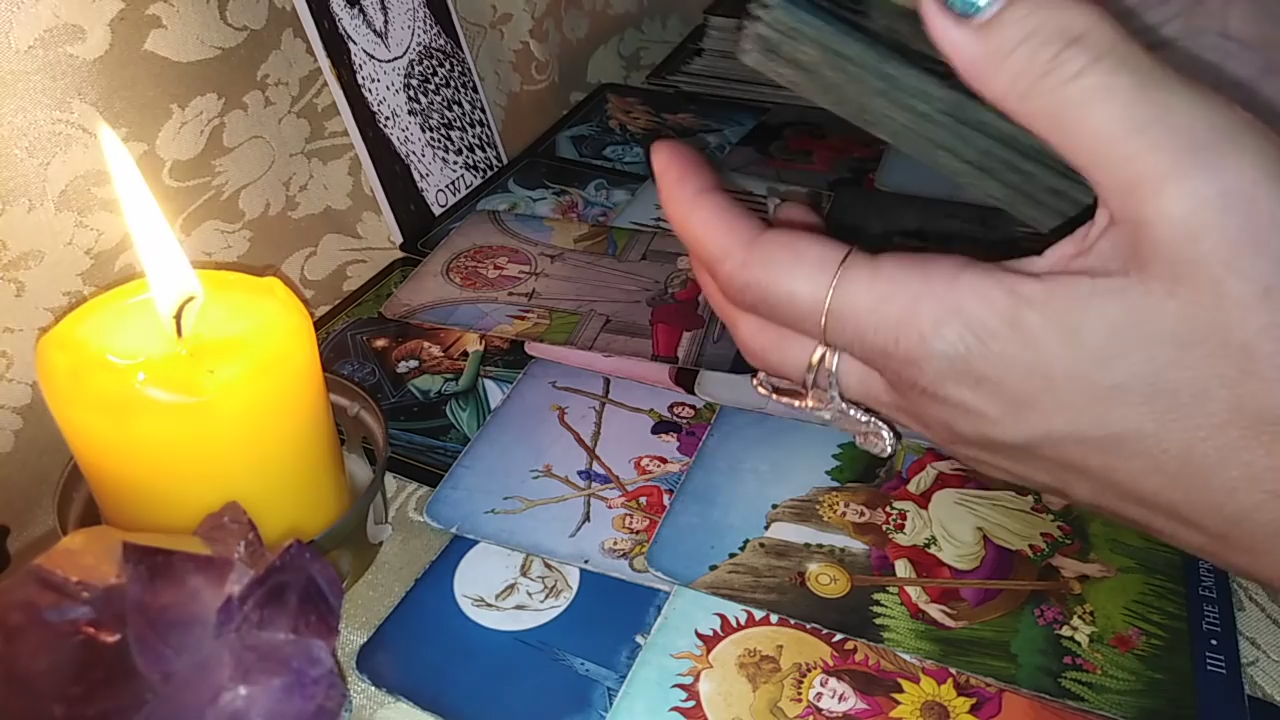 OWL
III • THE EMPR